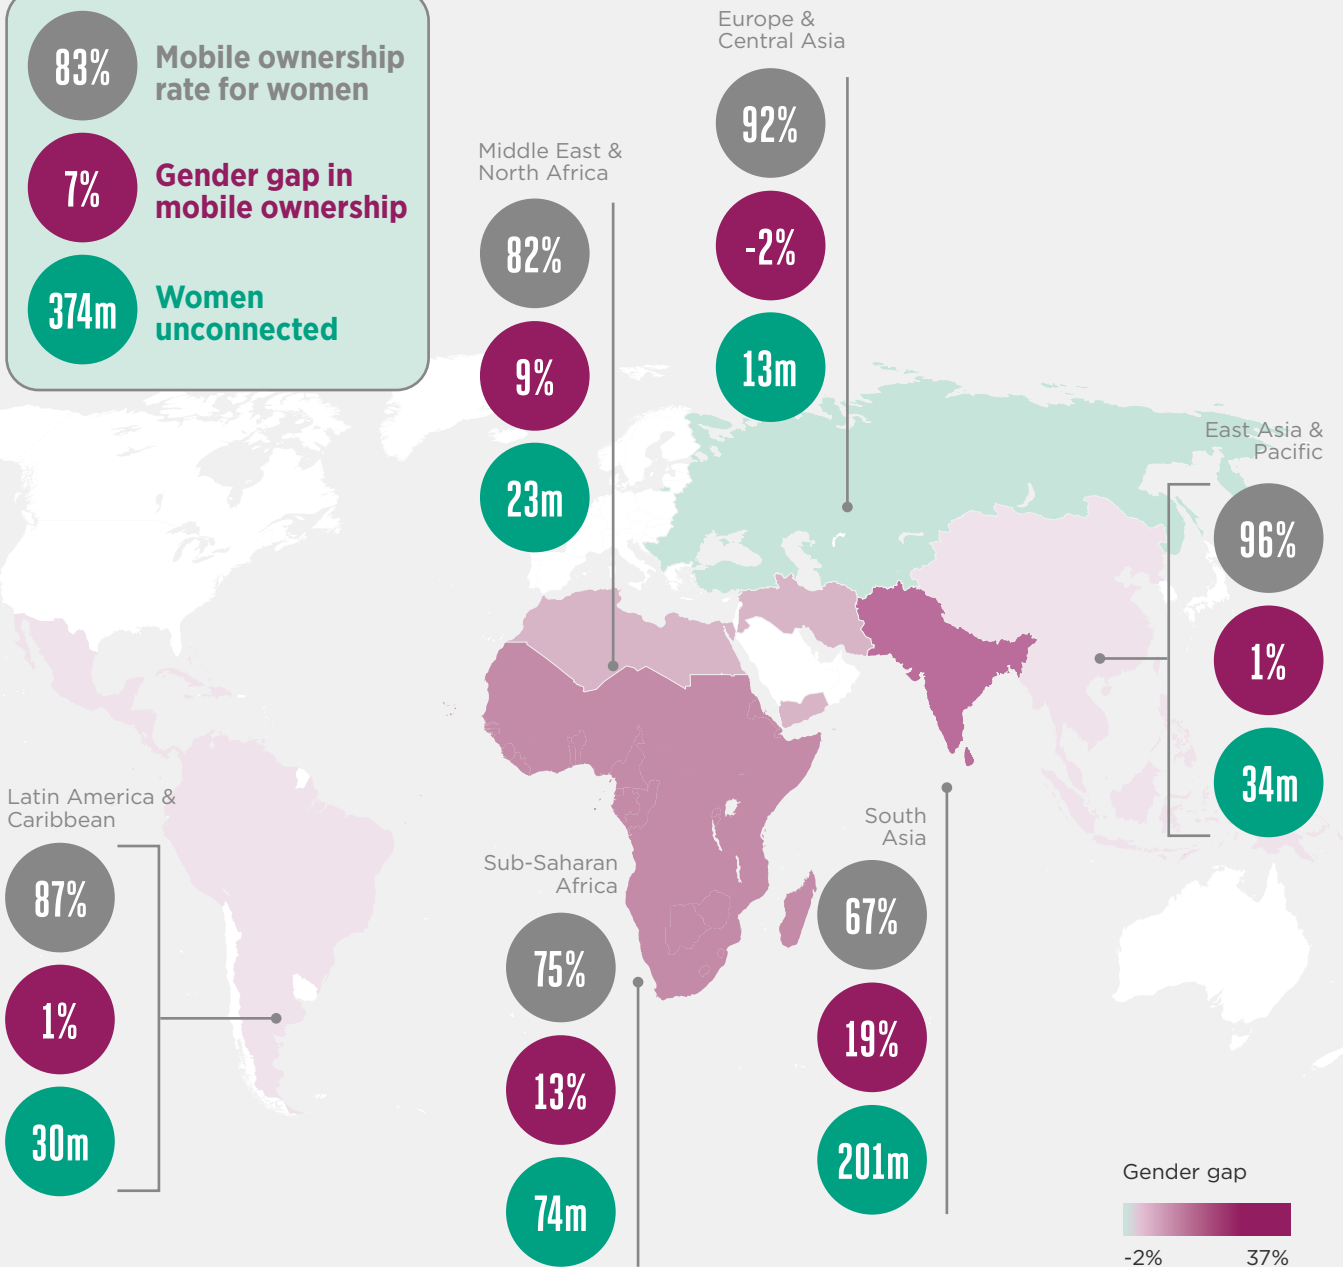 83%
Mobile ownership
rate for women
7%
Gender gap in
mobile ownership
374m
Women
unconnected
Europe &
Central Asia
92%
-2%
13m
Middle East &
North Africa
82%
9%
23m
East Asia &
Pacific
96%
1%
34m
Latin America &
Caribbean
87%
1%
30m
Sub-Saharan
Africa
75%
13%
74m
South
Asia
67%
19%
201m
Gender gap
-2%
37%